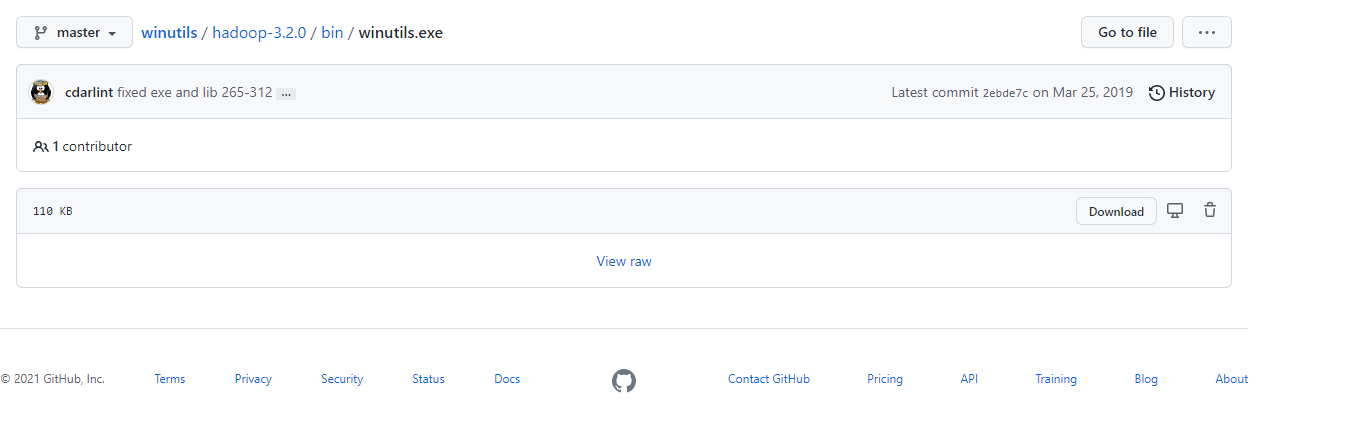 master winutils / hadoop-3.2.0 / bin / winutils.exe Go to file ...
cdarlint fixed exe and lib 265-312 ... Latest commit 2ebde7c on Mar 25, 2019 History
1 contributor
110 KB Download
View raw
© 2021 GitHub, Inc. Terms Privacy Security Status Docs Contact GitHub Pricing API Training Blog About